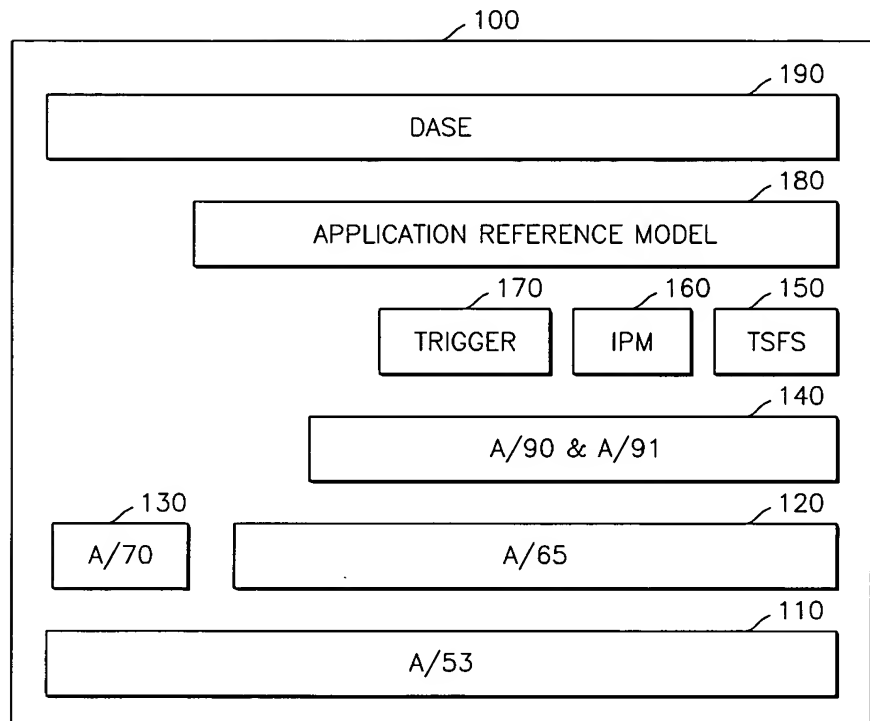 100
190
DASE
180
APPLICATION REFERENCE MODEL
170 160 150
TRIGGER IPM TSFS
140
A/90 & A/91
130 120
A/70 A/65
110
A/53